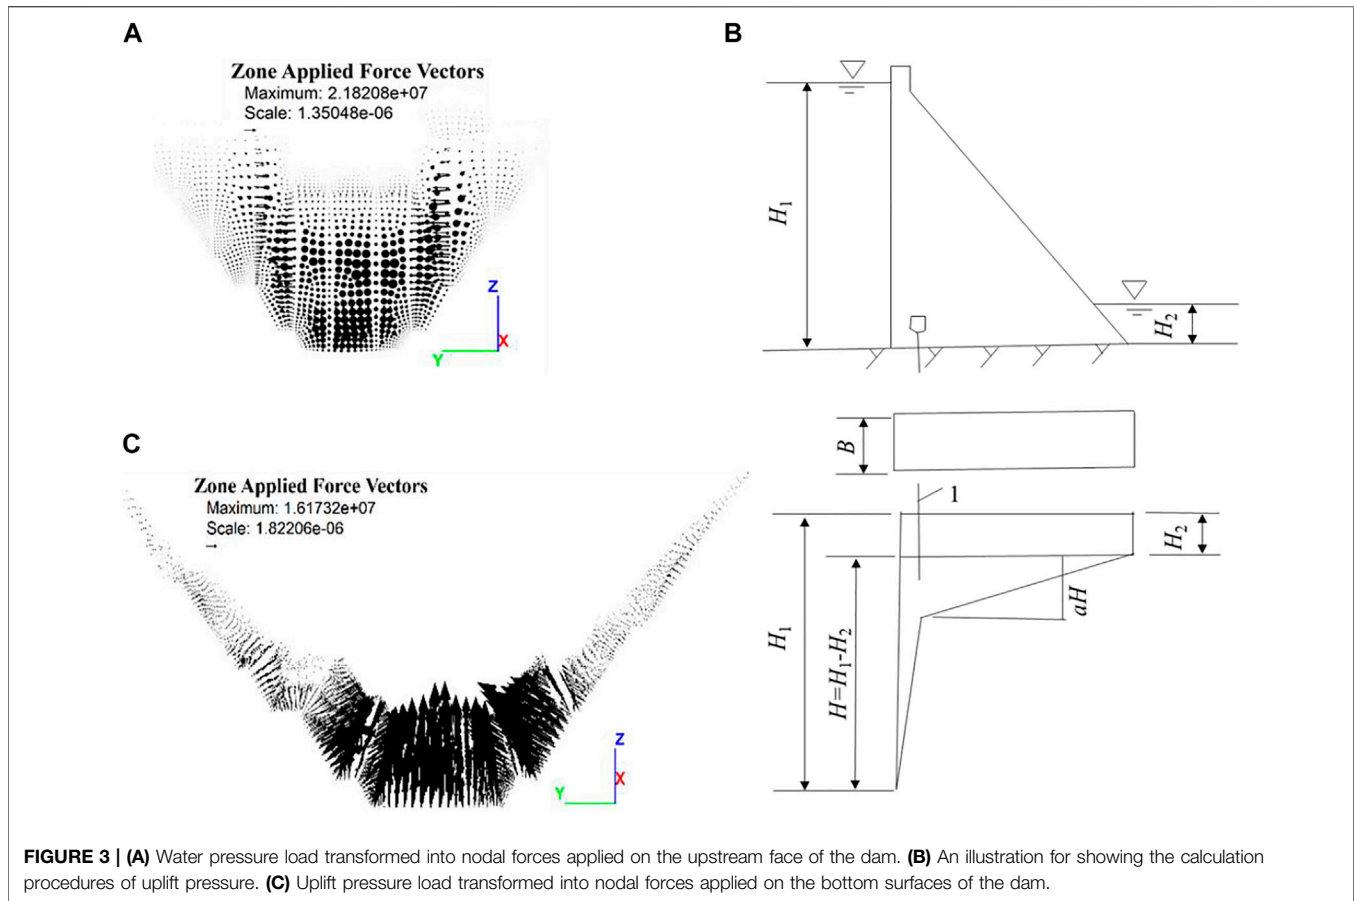 A
Zone Applied Force Vectors
Maximum: 2.18208e+07
Scale: 1.35048e-06
Z
X
Y
B
H₁
H₂
B
1
H₂
aH
H₁
H=H₁-H₂
C
Zone Applied Force Vectors
Maximum: 1.61732e+07
Scale: 1.82206e-06
Z
X
Y
FIGURE 3 | (A) Water pressure load transformed into nodal forces applied on the upstream face of the dam. (B) An illustration for showing the calculation
procedures of uplift pressure. (C) Uplift pressure load transformed into nodal forces applied on the bottom surfaces of the dam.